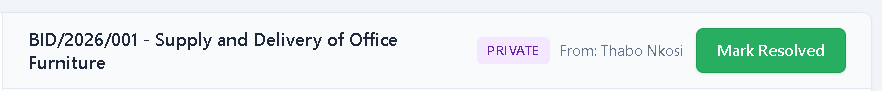 BID/2026/001 - Supply and Delivery of Office
Furniture
PRIVATE
From: Thabo Nkosi
Mark Resolved